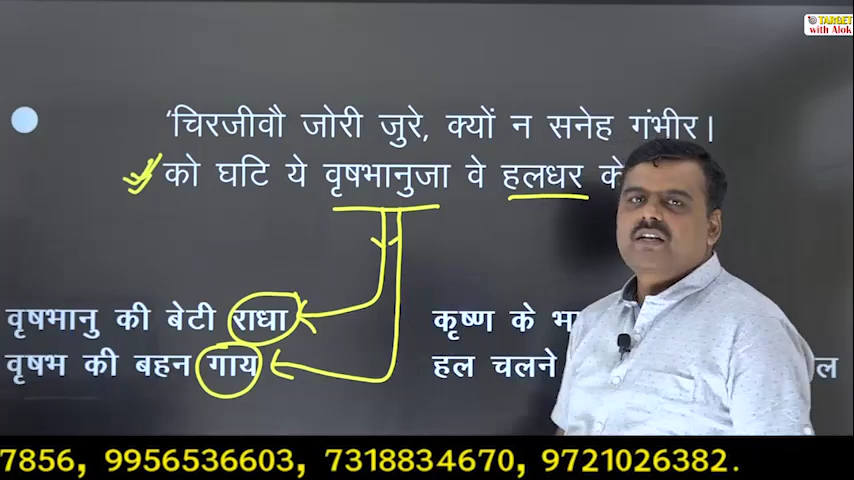 TARGET
with Alok
'चिरजीवौ जोरी जुरे, क्यों न सनेह गंभीर।
को घटि ये वृषभानुजा वे हलधर के
वृषभानु की बेटी राधा
कृष्ण के
वृषभ की बहन गाय
हल चलने
7856, 9956536603, 7318834670, 9721026382.